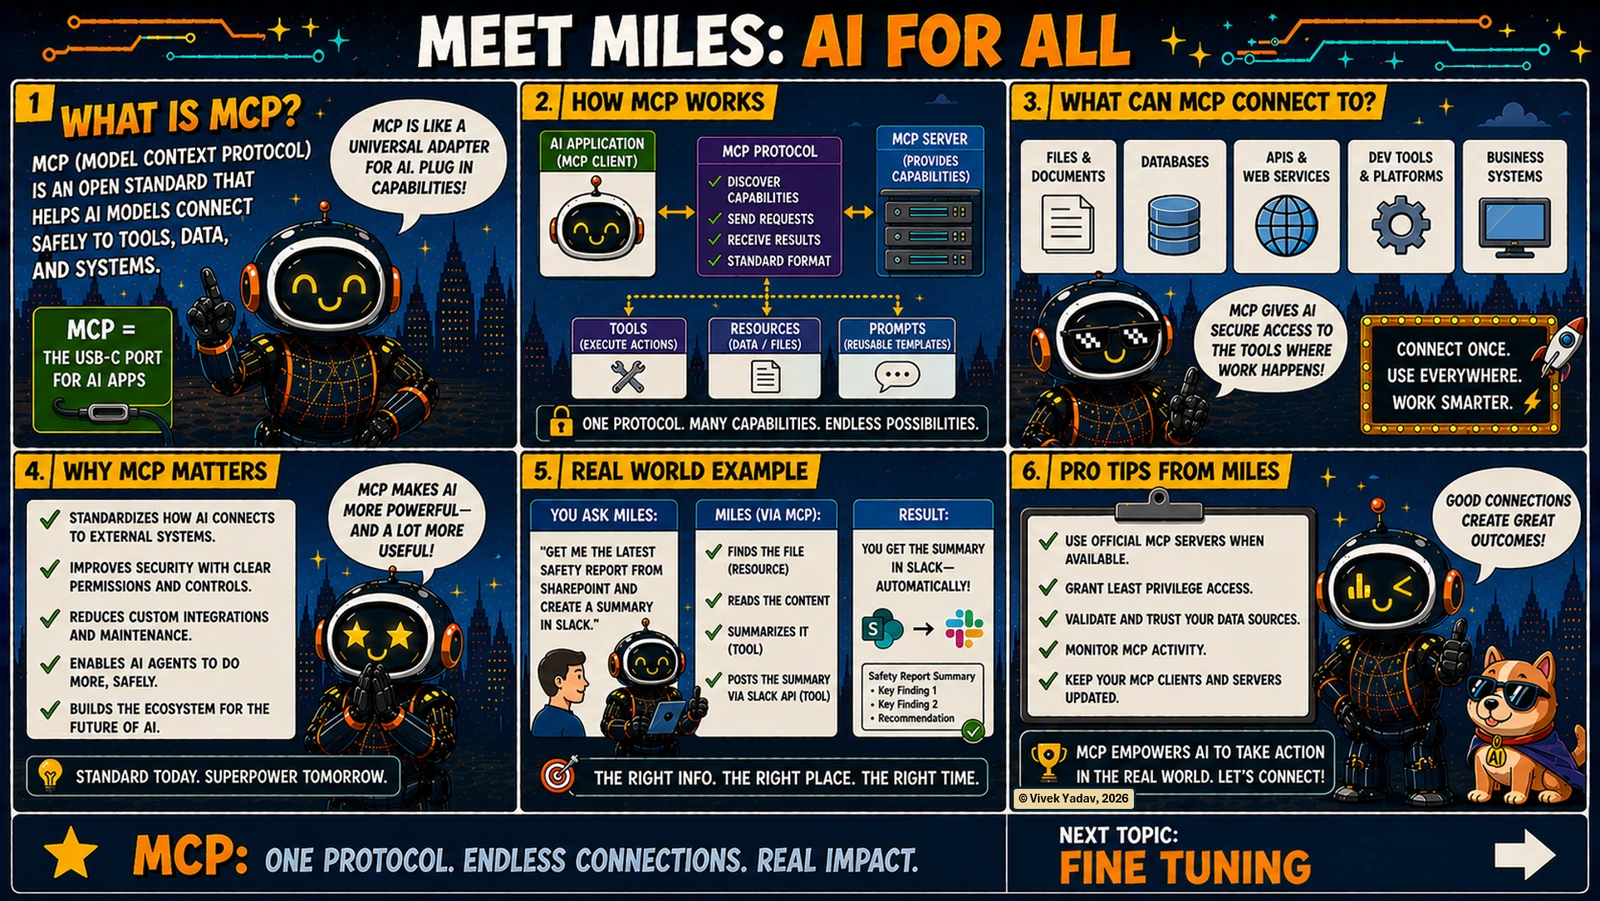 MEET MILES: AI FOR ALL
1
WHAT IS MCP?
MCP (MODEL CONTEXT PROTOCOL)
IS AN OPEN STANDARD THAT
HELPS AI MODELS CONNECT
SAFELY TO TOOLS, DATA,
AND SYSTEMS.
MCP IS LIKE A
UNIVERSAL ADAPTER
FOR AI. PLUG IN
CAPABILITIES!
MCP =
THE USB-C PORT
FOR AI APPS
2. HOW MCP WORKS
AI APPLICATION
(MCP CLIENT)
MCP PROTOCOL
DISCOVER
CAPABILITIES
SEND REQUESTS
RECEIVE RESULTS
STANDARD FORMAT
MCP SERVER
(PROVIDES
CAPABILITIES)
TOOLS
(EXECUTE ACTIONS)
RESOURCES
(DATA / FILES)
PROMPTS
(REUSABLE TEMPLATES)
ONE PROTOCOL. MANY CAPABILITIES. ENDLESS POSSIBILITIES.
3. WHAT CAN MCP CONNECT TO?
FILES &
DOCUMENTS
DATABASES
APIS &
WEB SERVICES
DEV TOOLS
& PLATFORMS
BUSINESS
SYSTEMS
MCP GIVES AI
SECURE ACCESS TO
THE TOOLS WHERE
WORK HAPPENS!
CONNECT ONCE.
USE EVERYWHERE.
WORK SMARTER.
4. WHY MCP MATTERS
STANDARDIZES HOW AI CONNECTS
TO EXTERNAL SYSTEMS.
IMPROVES SECURITY WITH CLEAR
PERMISSIONS AND CONTROLS.
REDUCES CUSTOM INTEGRATIONS
AND MAINTENANCE.
ENABLES AI AGENTS TO DO
MORE, SAFELY.
BUILDS THE ECOSYSTEM FOR THE
FUTURE OF AI.
MCP MAKES AI
MORE POWERFUL—
AND A LOT MORE
USEFUL!
STANDARD TODAY. SUPERPOWER TOMORROW.
5. REAL WORLD EXAMPLE
YOU ASK MILES:
"GET ME THE LATEST
SAFETY REPORT FROM
SHAREPOINT AND
CREATE A SUMMARY
IN SLACK."
MILES (VIA MCP):
FINDS THE FILE
(RESOURCE)
READS THE CONTENT
SUMMARIZES IT
(TOOL)
POSTS THE SUMMARY
VIA SLACK API (TOOL)
RESULT:
YOU GET THE SUMMARY
IN SLACK—
AUTOMATICALLY!
S
Safety Report Summary
• Key Finding 1
• Key Finding 2
• Recommendation
THE RIGHT INFO. THE RIGHT PLACE. THE RIGHT TIME.
6. PRO TIPS FROM MILES
USE OFFICIAL MCP SERVERS WHEN
AVAILABLE.
GRANT LEAST PRIVILEGE ACCESS.
VALIDATE AND TRUST YOUR DATA SOURCES.
MONITOR MCP ACTIVITY.
KEEP YOUR MCP CLIENTS AND SERVERS
UPDATED.
GOOD CONNECTIONS
CREATE GREAT
OUTCOMES!
AI
MCP EMPOWERS AI TO TAKE ACTION
IN THE REAL WORLD. LET'S CONNECT!
© Vivek Yadav, 2026
MCP: ONE PROTOCOL. ENDLESS CONNECTIONS. REAL IMPACT.
NEXT TOPIC:
FINE TUNING